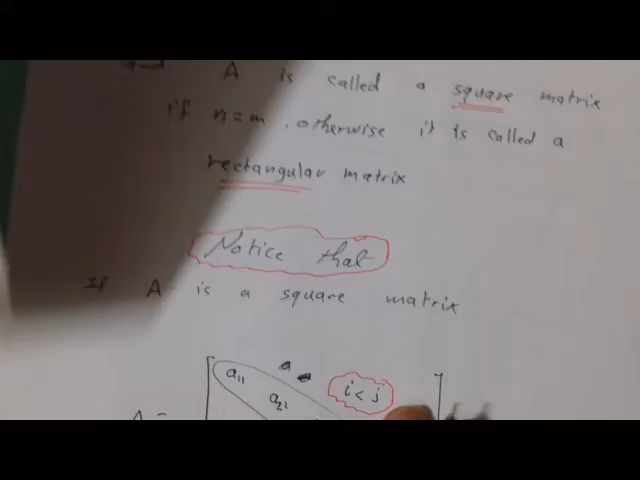 and A is called a square matrix
if n=m, otherwise it is called a
rectangular matrix
Notice that
If A is a square matrix
a
a11 i<j
a22
A =